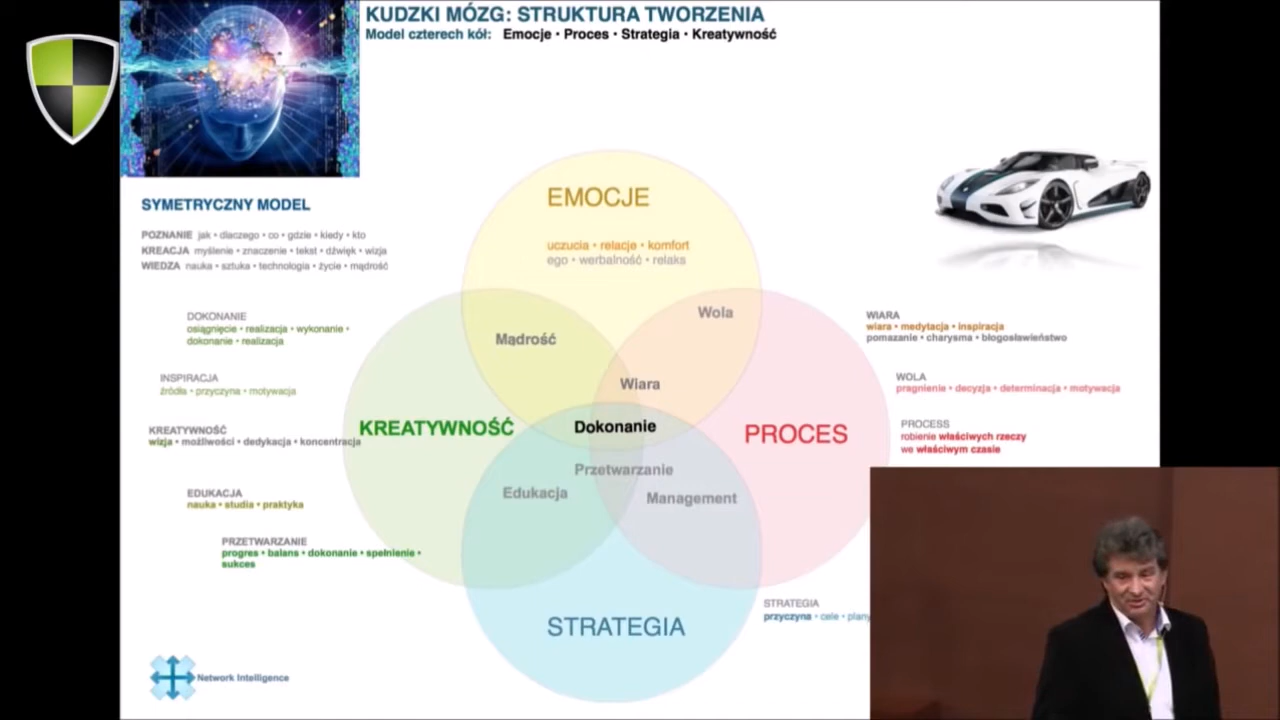 KUDZKI MÓZG: STRUKTURA TWORZENIA
Model czterech kół: Emocje • Proces • Strategia • Kreatywność
SYMETRYCZNY MODEL
POZNANIE jak • dlaczego • co • gdzie • kiedy • kto
KREACJA myślenie • znaczenie • tekst • dźwięk • wizja
WIEDZA nauka • sztuka • technologia • życie • mądrość
DOKONANIE
osiągnięcie • realizacja • wykonanie •
dokonanie • realizacja
INSPIRACJA
źródła • przyczyna • motywacja
KREATYWNOŚĆ
wizja • możliwości • dedykacja • koncentracja
EDUKACJA
nauka • studia • praktyka
PRZETWARZANIE
progres • balans • dokonanie • spełnienie •
sukces
EMOCJE
uczucia • relacje • komfort
ego • werbalność • relaks
Wola
Mądrość
Wiara
KREATYWNOŚĆ
Dokonanie
PROCES
Przetwarzanie
Edukacja
Management
STRATEGIA
WIARA
wiara • medytacja • inspiracja
pomazanie • charysma • błogosławieństwo
WOLA
pragnienie • decyzja • determinacja • motywacja
PROCESS
robienie właściwych rzeczy
we właściwym czasie
STRATEGIA
przyczyna • cele • plany
Network Intelligence